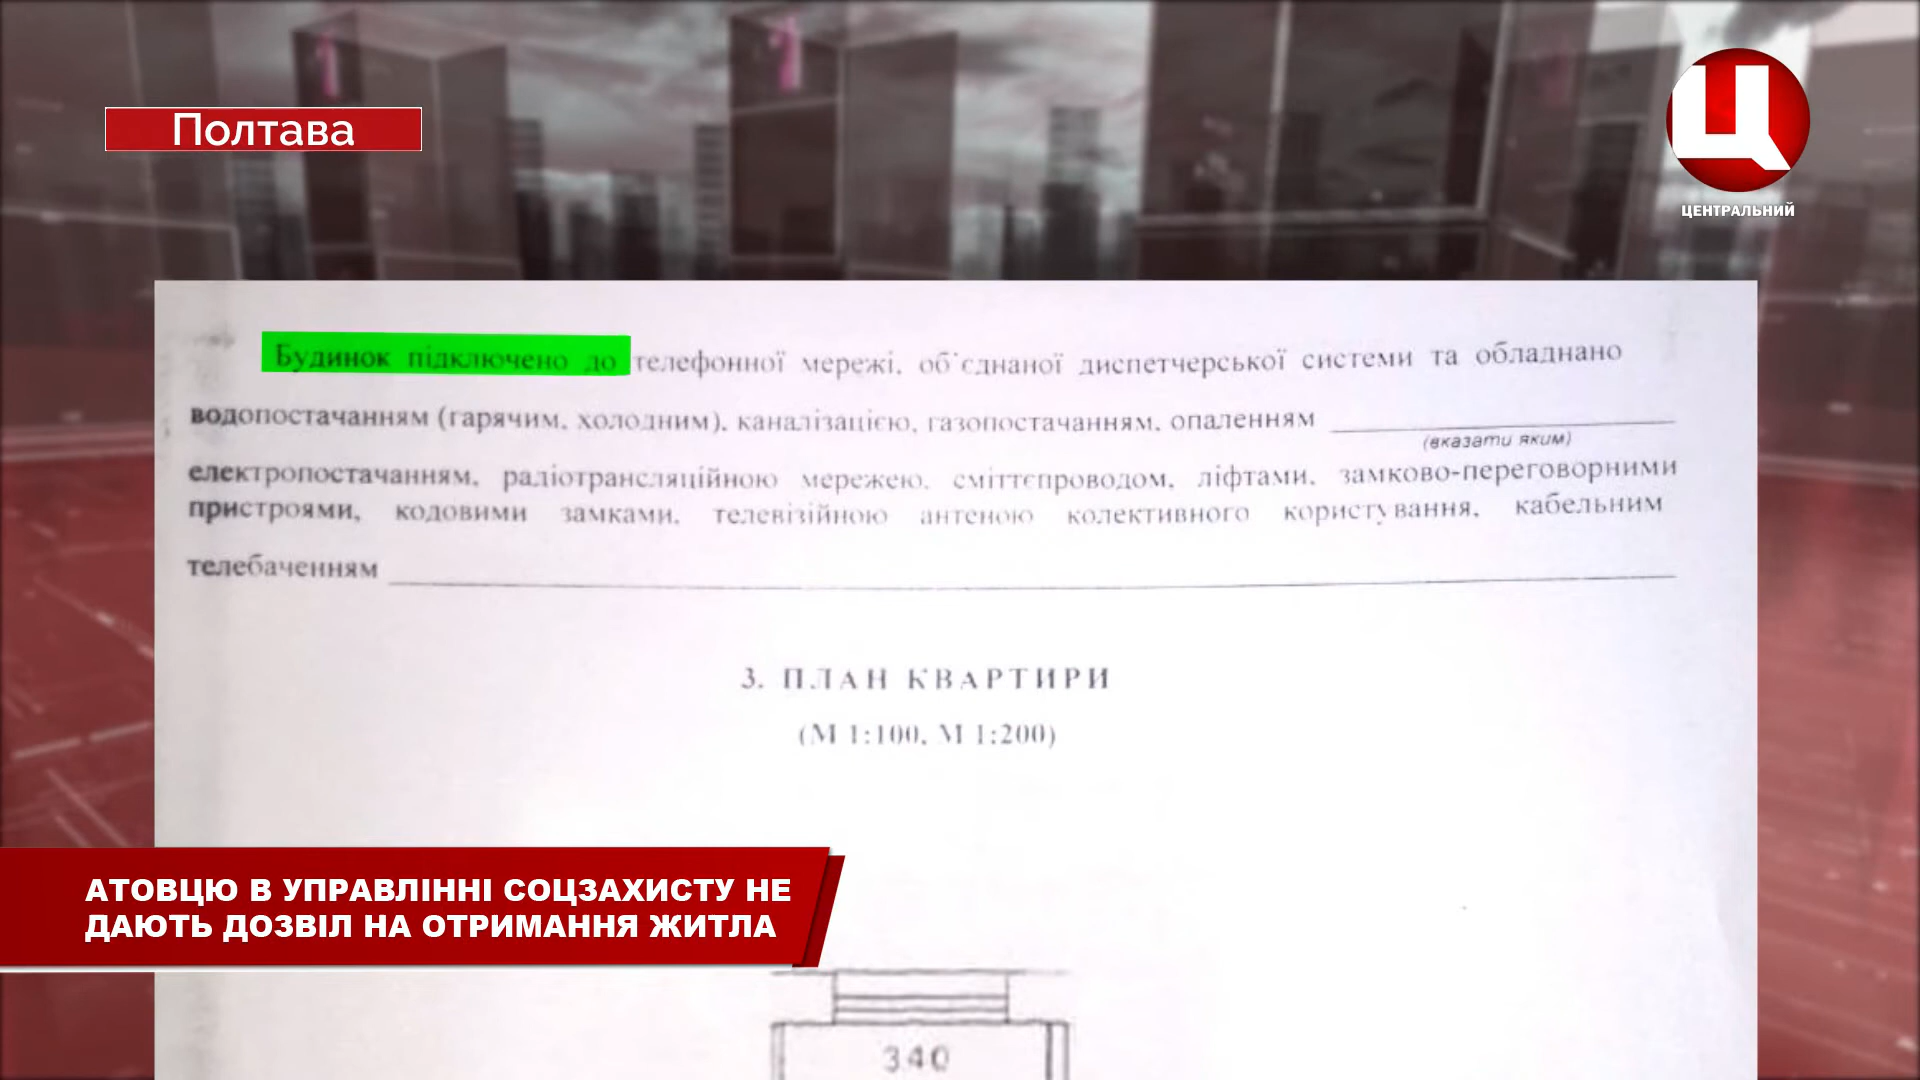 Полтава
Ц
ЦЕНТРАЛЬНИЙ
Будинок підключено до телефонної мережі, об'єднаної диспетчерської системи та обладнано
водопостачанням (гарячим, холодним), каналізацією, газопостачанням, опаленням
(вказати яким)
електропостачанням, радіотрансляційною мережею, сміттєпроводом, ліфтами, замково-переговорними
пристроями, кодовими замками, телевізійною антеною колективного користування, кабельним
телебаченням
3. ПЛАН КВАРТИРИ
(М 1:100, М 1:200)
АТОВЦЮ В УПРАВЛІННІ СОЦЗАХИСТУ НЕ
ДАЮТЬ ДОЗВІЛ НА ОТРИМАННЯ ЖИТЛА
340